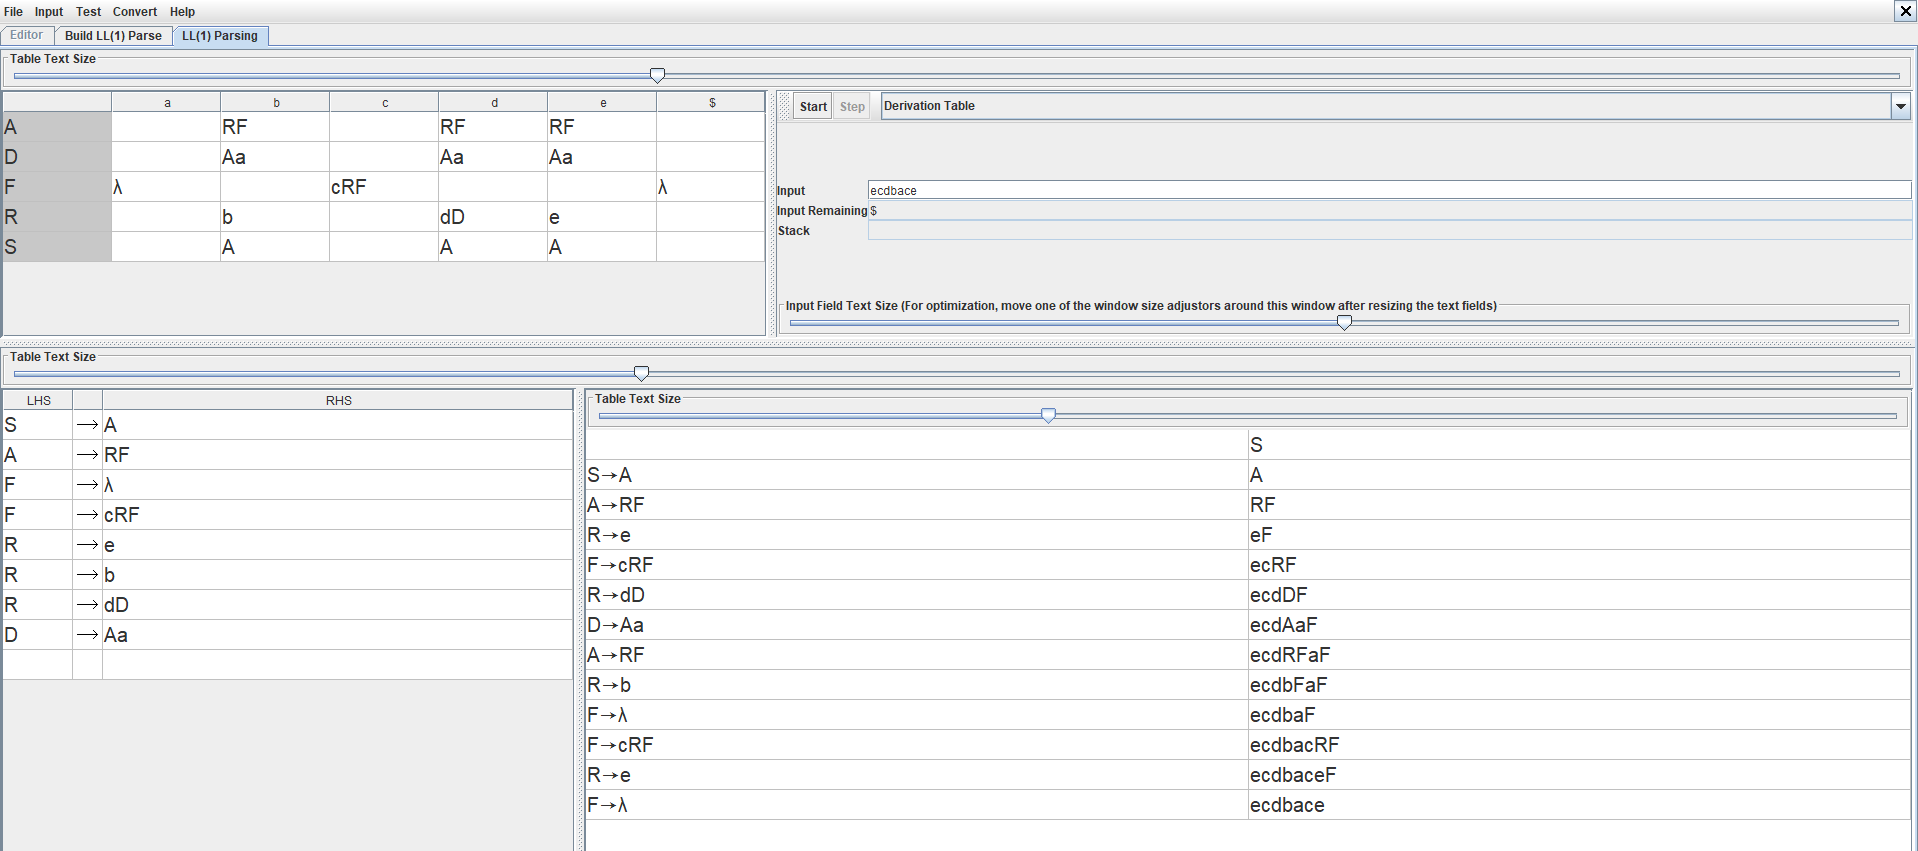 File Input Test Convert Help
Editor Build LL(1) Parse LL(1) Parsing
Table Text Size
a b c d e $
A RF RF RF
D Aa Aa Aa
F λ cRF λ
R b dD e
S A A A
Start Step Derivation Table
Input ecdbace
Input Remaining $
Stack
Input Field Text Size (For optimization, move one of the window size adjustors around this window after resizing the text fields)
Table Text Size
LHS RHS
S → A
A → RF
F → λ
F → cRF
R → e
R → b
R → dD
D → Aa
Table Text Size
S
S→A A
A→RF RF
R→e eF
F→cRF ecRF
R→dD ecdDF
D→Aa ecdAaF
A→RF ecdRFaF
R→b ecdbFaF
F→λ ecdbaF
F→cRF ecdbacRF
R→e ecdbaceF
F→λ ecdbace